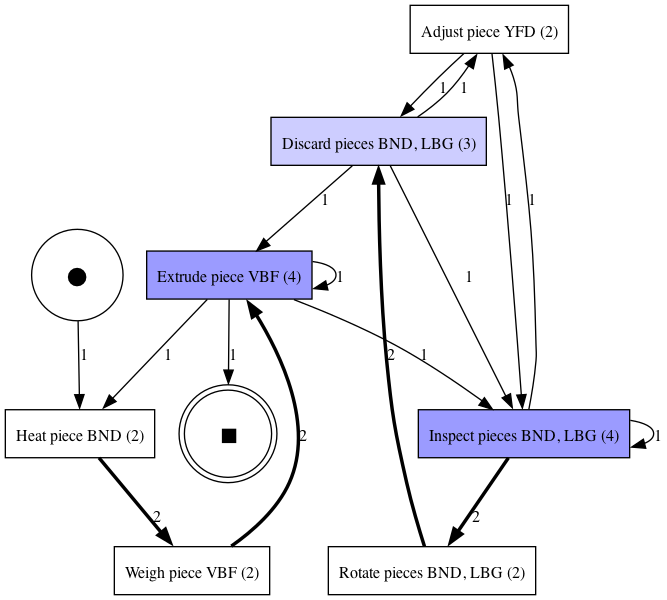 Adjust piece YFD (2)
1
1
Discard pieces BND, LBG (3)
1
1
1
1
Extrude piece VBF (4)
1
1
1
1
1
2
1
Heat piece BND (2)
Inspect pieces BND, LBG (4)
1
2
2
2
Weigh piece VBF (2)
Rotate pieces BND, LBG (2)